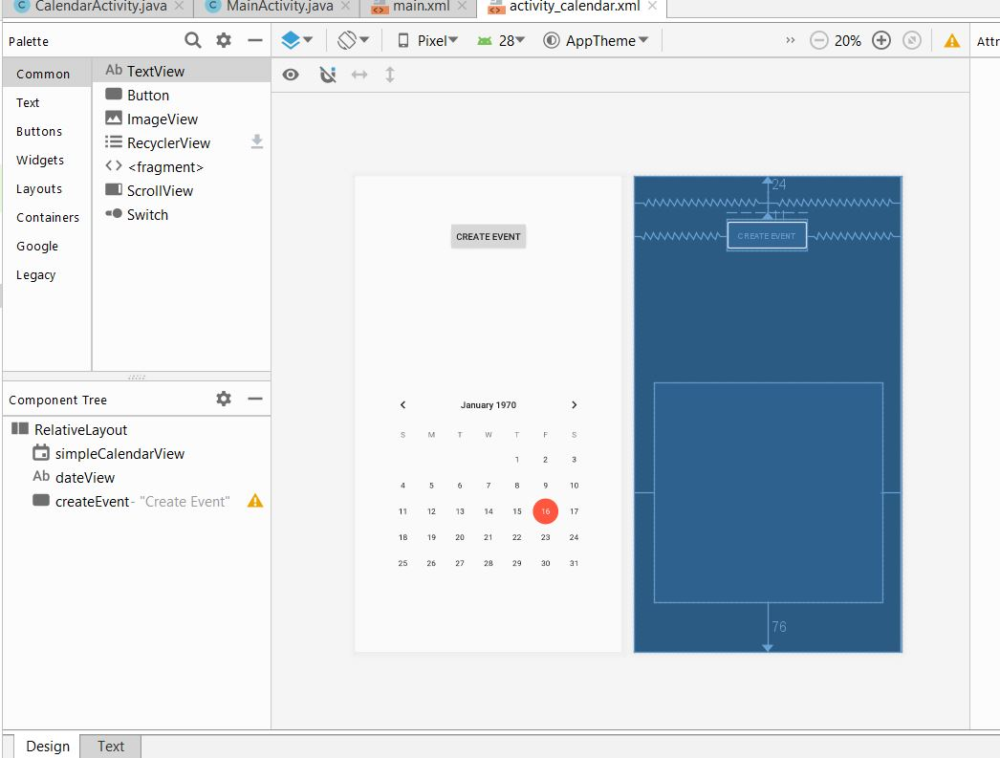 CalendarActivity.java MainActivity.java main.xml activity_calendar.xml
Palette Pixel 28 AppTheme 20% Attr
Common
Text
Buttons
Widgets
Layouts
Containers
Google
Legacy
Ab TextView
Button
ImageView
RecyclerView
<fragment>
ScrollView
Switch
Component Tree
RelativeLayout
simpleCalendarView
Ab dateView
createEvent - "Create Event"
CREATE EVENT
January 1970
S M T W T F S
1 2 3
4 5 6 7 8 9 10
11 12 13 14 15 16 17
18 19 20 21 22 23 24
25 26 27 28 29 30 31
24
11
CREATE EVENT
76
Design Text